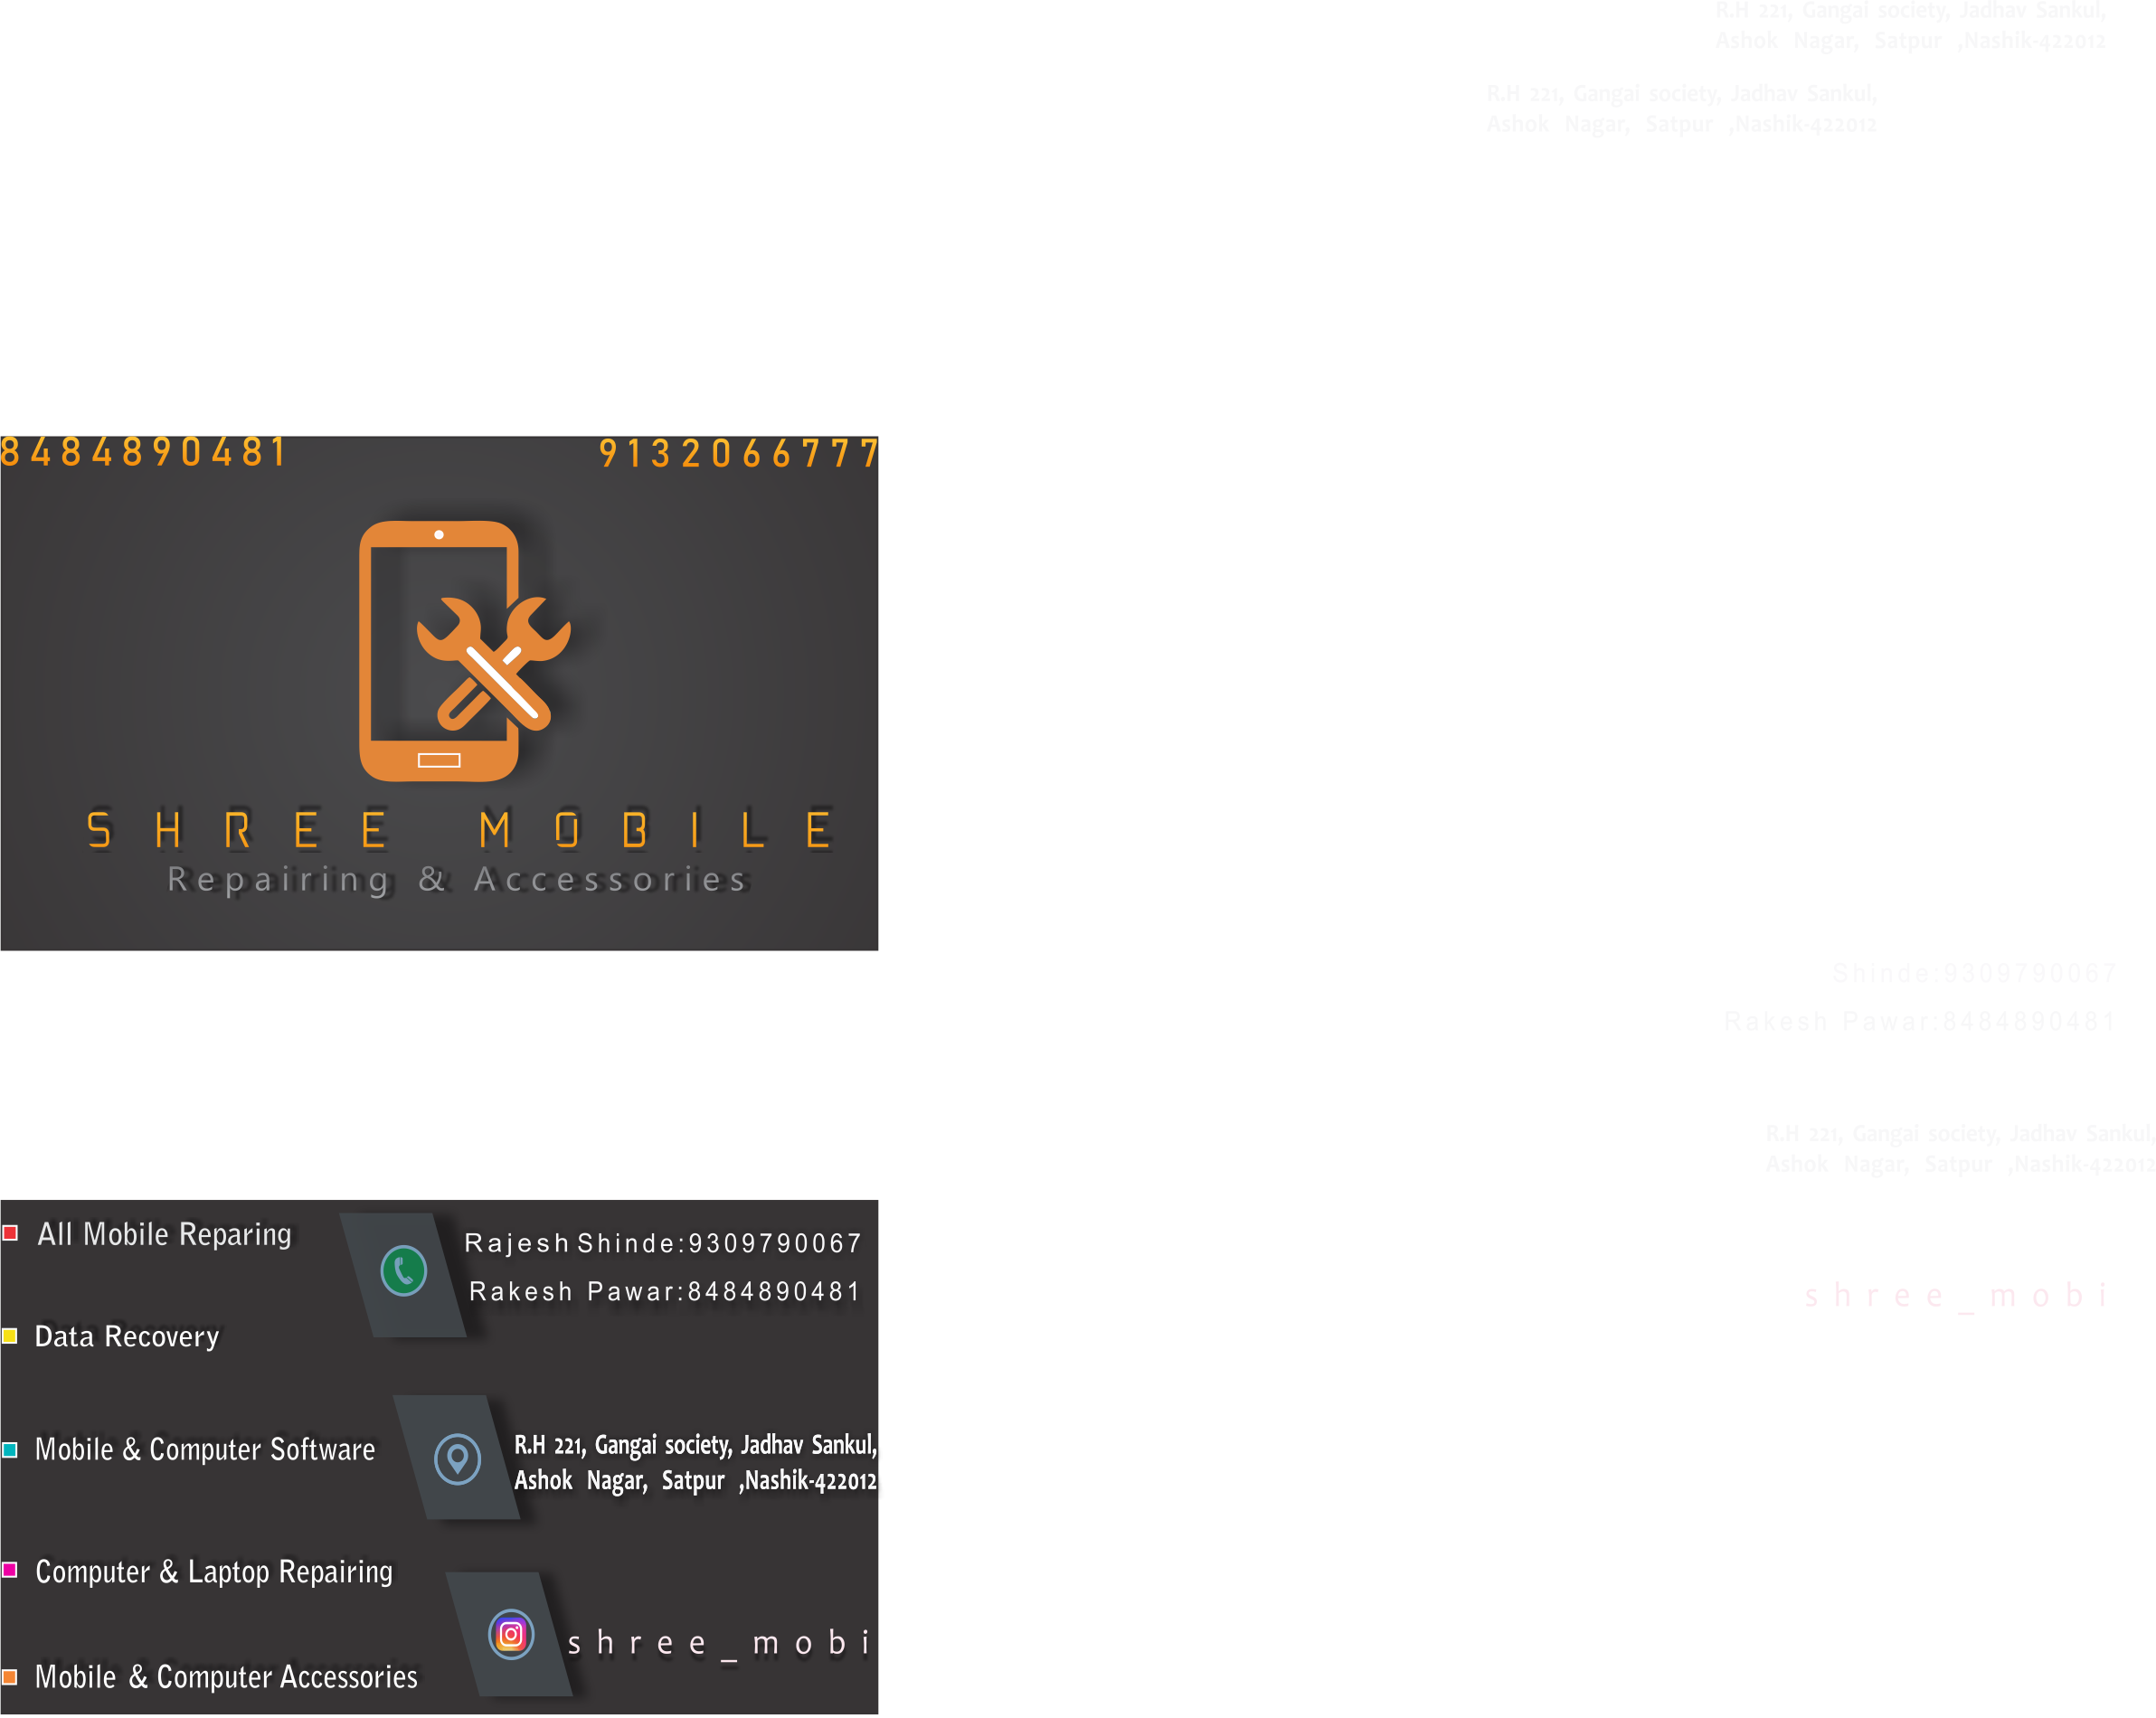 R.H 221, Gangai society, Jadhav Sankul,
Ashok Nagar, Satpur ,Nashik-422012
R.H 221, Gangai society, Jadhav Sankul,
Ashok Nagar, Satpur ,Nashik-422012
8484890481 9132066777
SHREE MOBILE
Repairiing & Accessories
Shinde:9309790067
Rakesh Pawar:8484890481
R.H 221, Gangai society, Jadhav Sankul,
Ashok Nagar, Satpur ,Nashik-422012
shree_mobi
All Mobile Reparing
Rajesh Shinde:9309790067
Rakesh Pawar:8484890481
Data Recovery
Mobile & Computer Software
R.H 221, Gangai society, Jadhav Sankul,
Ashok Nagar, Satpur ,Nashik-422012
Computer & Laptop Repairing
shree_mobi
Mobile & Computer Accessories